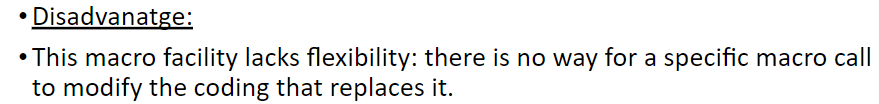 • Disadvanatge:
• This macro facility lacks flexibility: there is no way for a specific macro call
to modify the coding that replaces it.